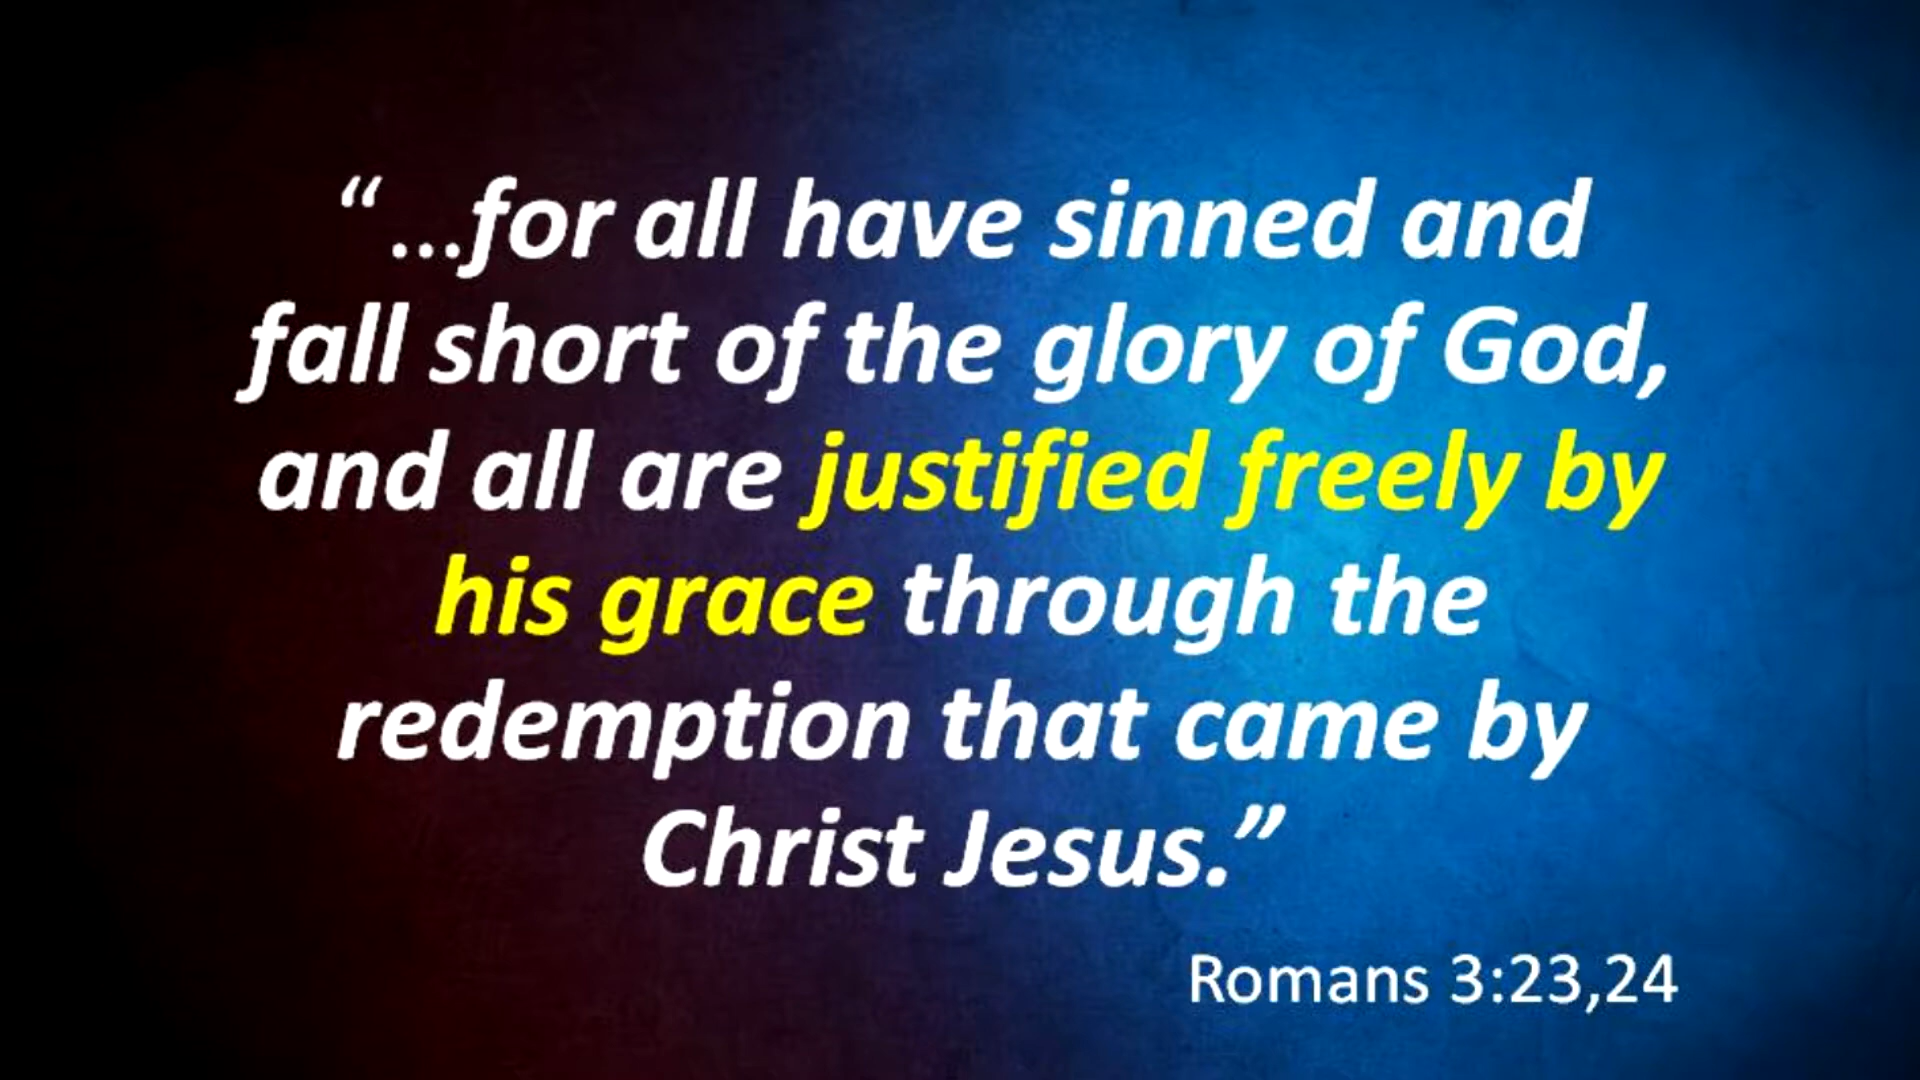 “…for all have sinned and
fall short of the glory of God,
and all are justified freely by
his grace through the
redemption that came by
Christ Jesus.”
Romans 3:23,24